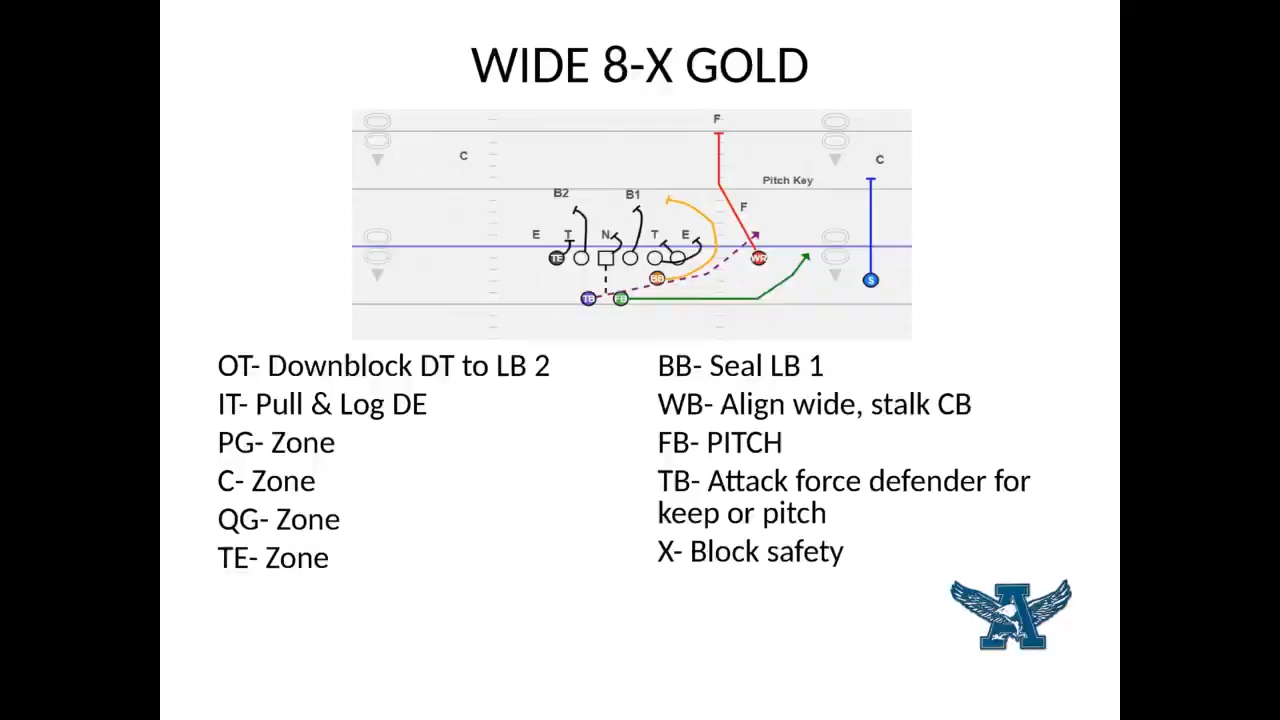 WIDE 8-X GOLD
F
C
C
Pitch Key
B2
B1
F
E
T
N
T
E
TE
WR
BB
S
TB
FB
OT- Downblock DT to LB 2
IT- Pull & Log DE
PG- Zone
C- Zone
QG- Zone
TE- Zone
BB- Seal LB 1
WB- Align wide, stalk CB
FB- PITCH
TB- Attack force defender for
keep or pitch
X- Block safety
A